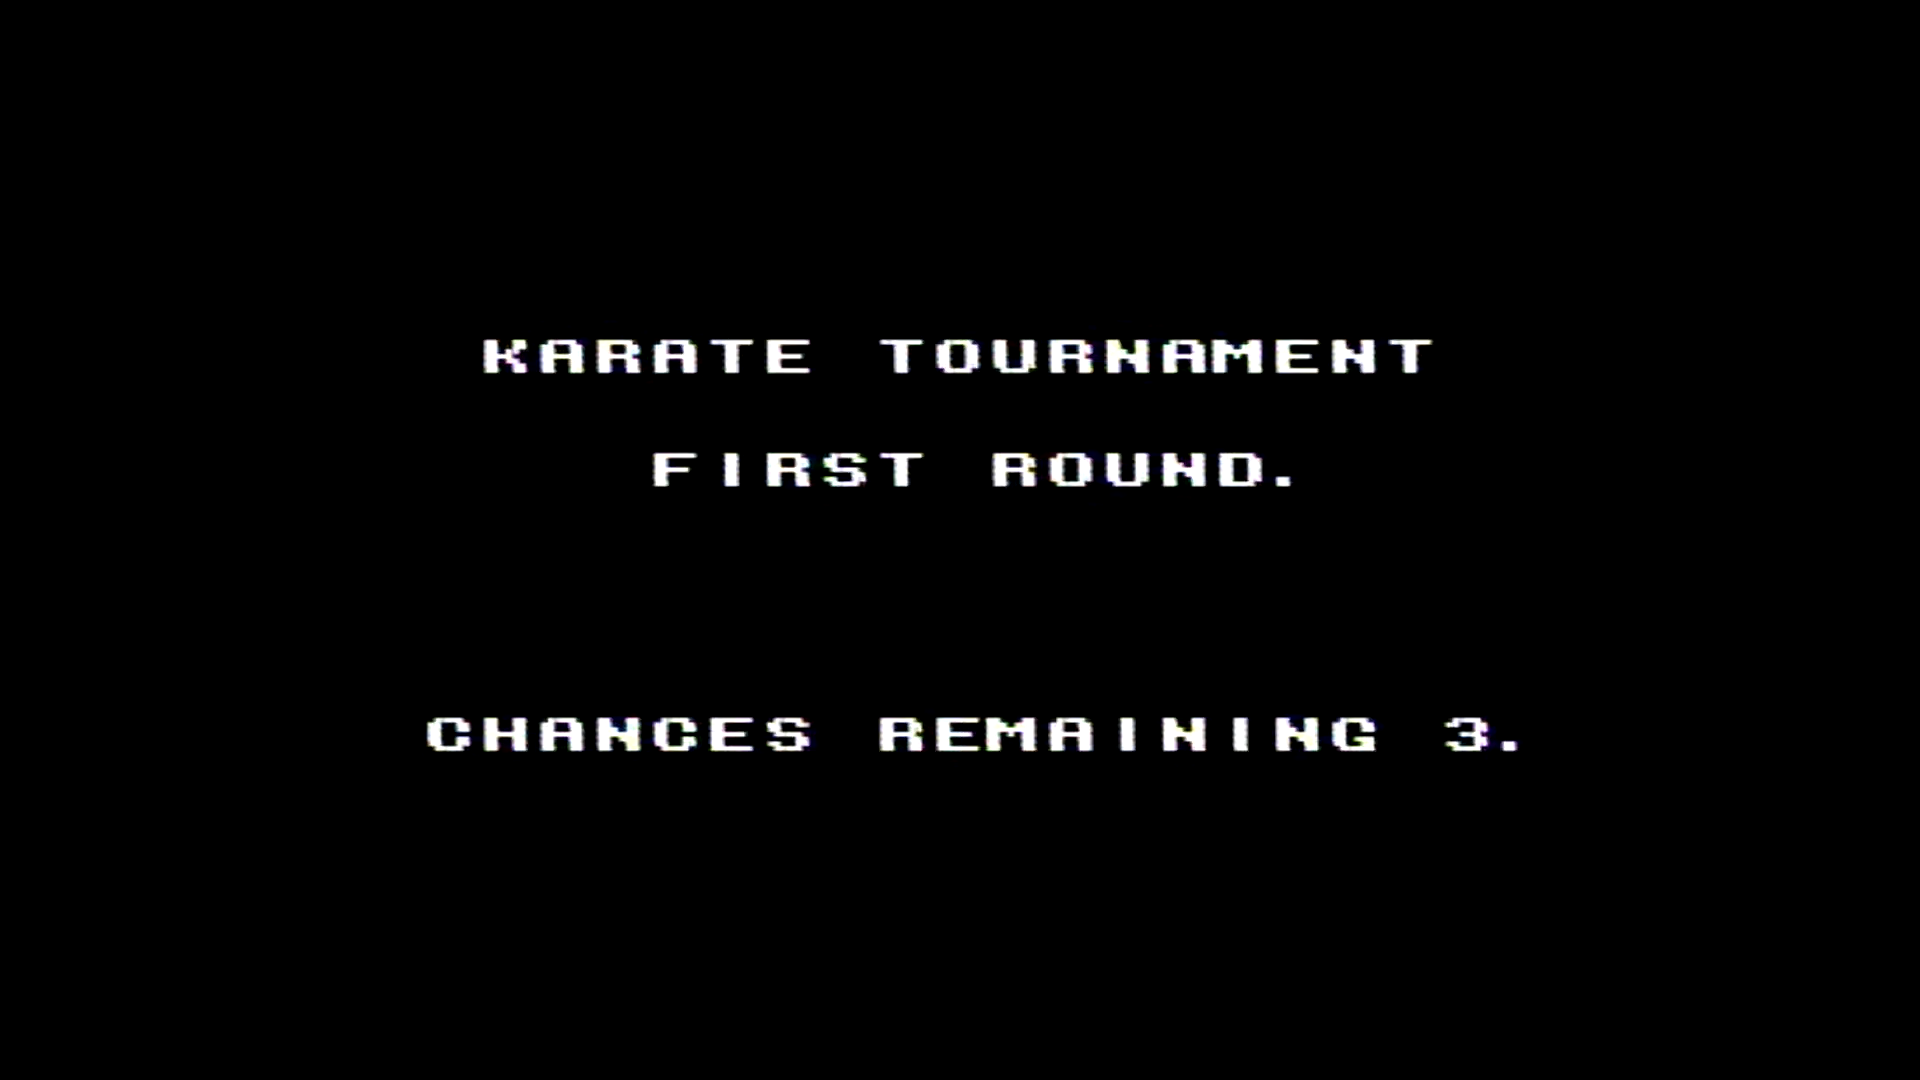 KARATE TOURNAMENT
FIRST ROUND.
CHANCES REMAINING 3.